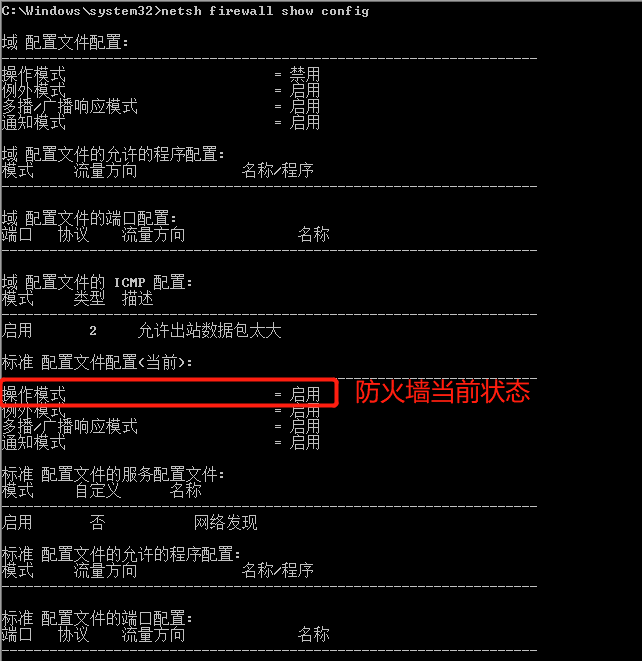 C:\Windows\system32>netsh firewall show config
域 配置文件配置:
-------------------------------------------------------------------
操作模式 = 禁用
例外模式 = 启用
多播/广播响应模式 = 启用
通知模式 = 启用
域 配置文件的允许的程序配置:
模式 流量方向 名称/程序
-------------------------------------------------------------------
域 配置文件的端口配置:
端口 协议 流量方向 名称
-------------------------------------------------------------------
域 配置文件的 ICMP 配置:
模式 类型 描述
-------------------------------------------------------------------
启用 2 允许出站数据包太大
标准 配置文件配置(当前):
-------------------------------------------------------------------
操作模式 = 启用 防火墙当前状态
例外模式 = 启用
多播/广播响应模式 = 启用
通知模式 = 启用
标准 配置文件的服务配置文件:
模式 自定义 名称
-------------------------------------------------------------------
启用 否 网络发现
标准 配置文件的允许的程序配置:
模式 流量方向 名称/程序
-------------------------------------------------------------------
标准 配置文件的端口配置:
端口 协议 流量方向 名称
-------------------------------------------------------------------